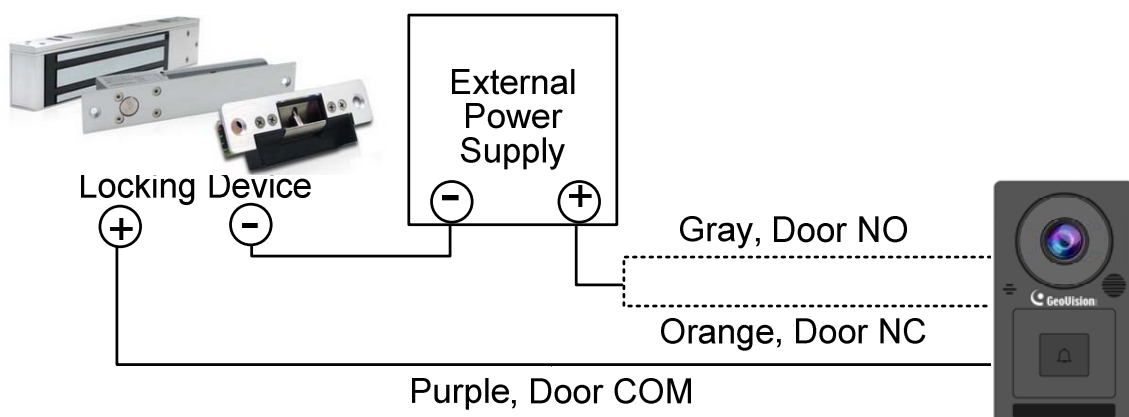 External
Power
Supply
Locking Device
+
-
-
+
Gray, Door NO
GeoVision
Orange, Door NC
Purple, Door COM